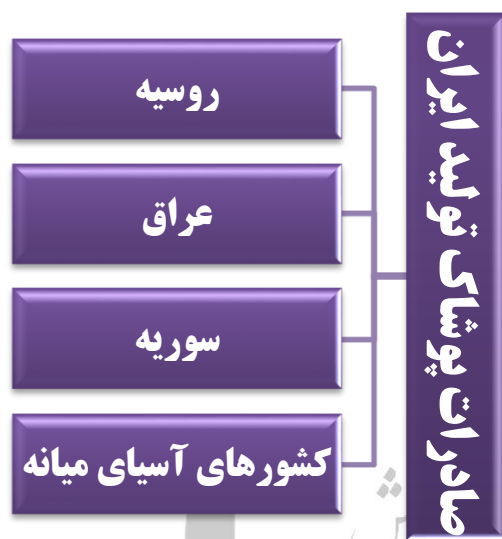 صادرات پوشاک تولید ایران
روسیه
عراق
سوریه
کشورهای آسیای میانه